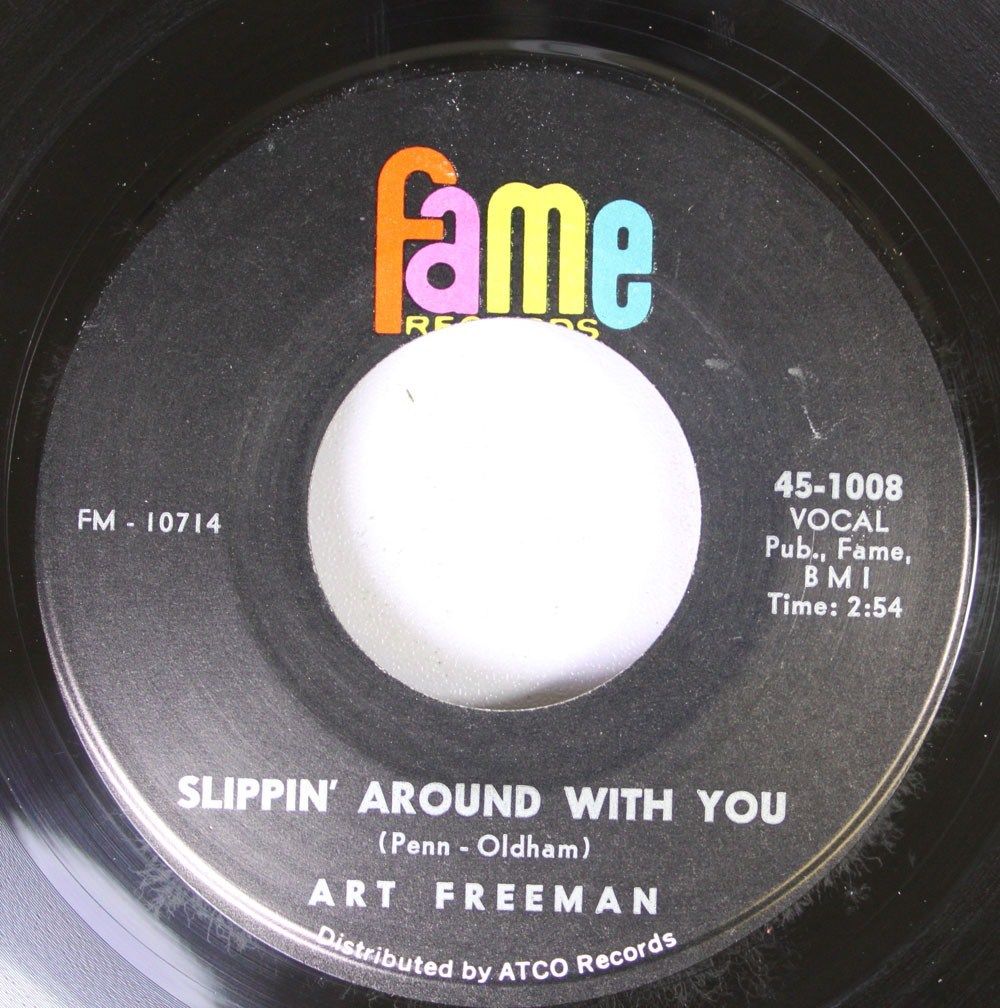 fame
RECORDS
FM - 10714
45-1008
VOCAL
Pub., Fame,
BMI
Time: 2:54
SLIPPIN' AROUND WITH YOU
(Penn - Oldham)
ART FREEMAN
Distributed by ATCO Records